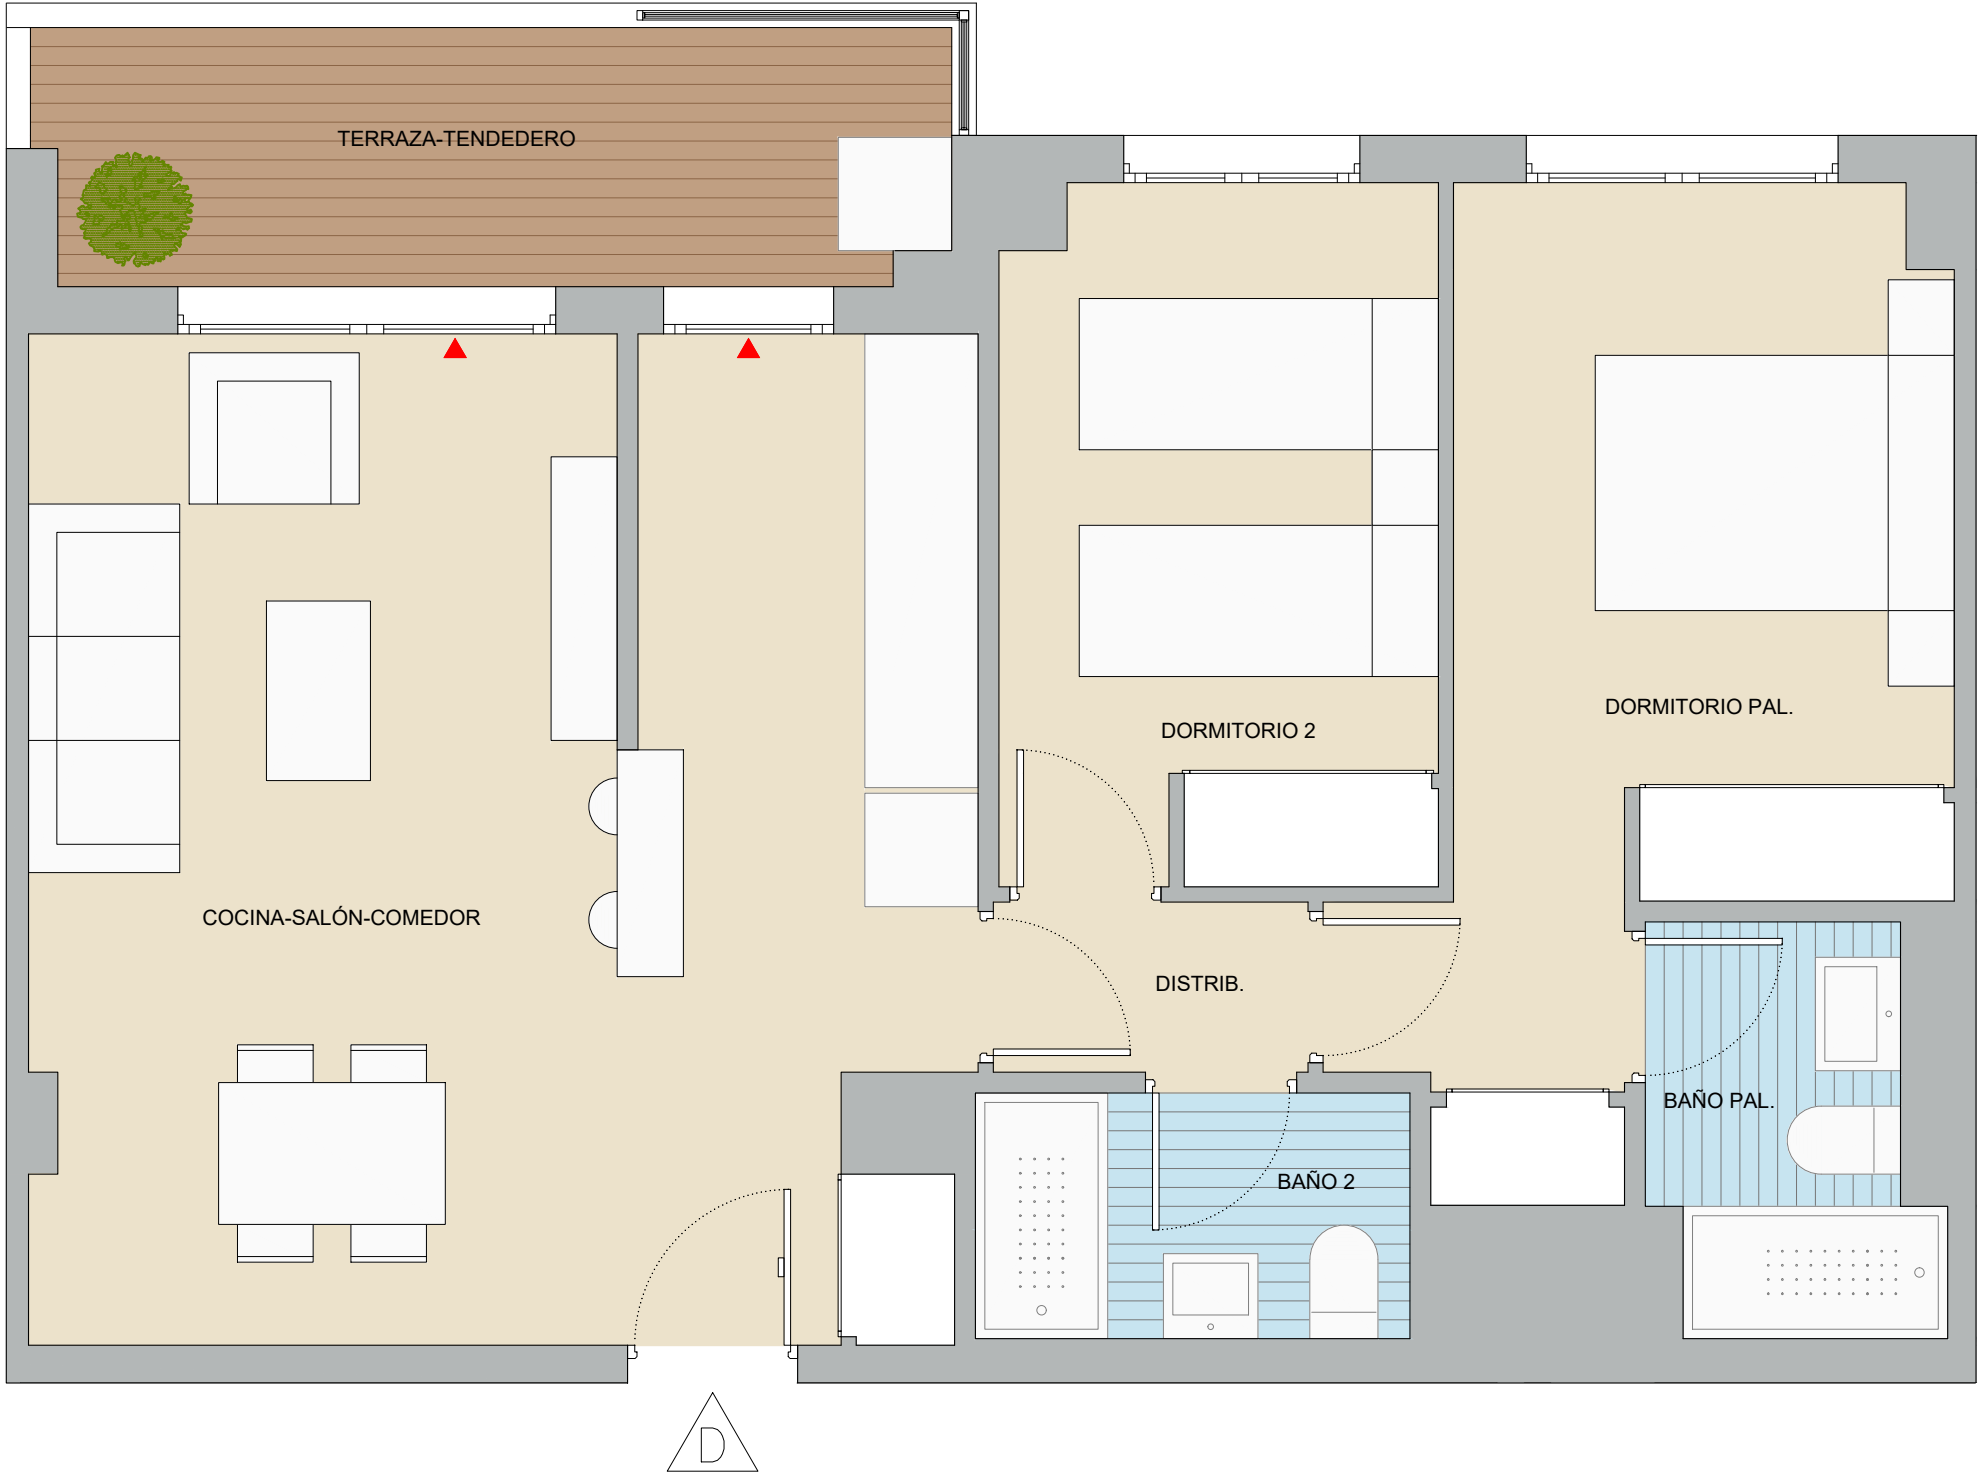 TERRAZA-TENDEDERO
DORMITORIO PAL.
DORMITORIO 2
COCINA-SALÓN-COMEDOR
DISTRIB.
BAÑO PAL.
BAÑO 2
D